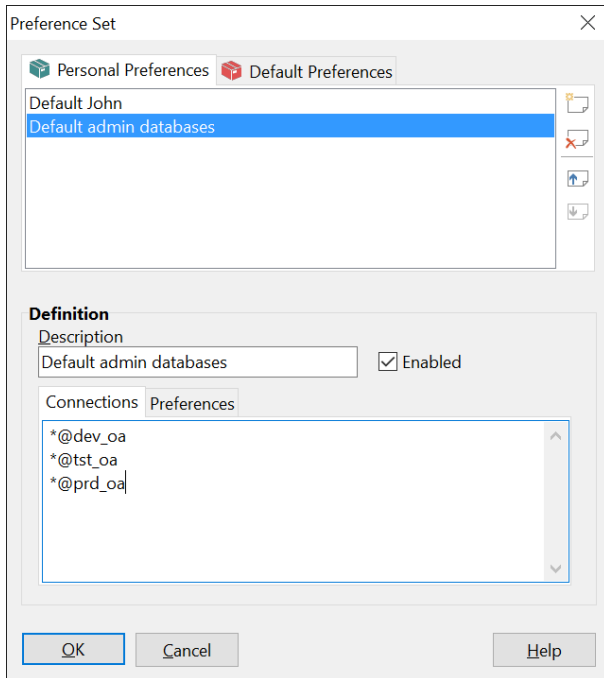 Preference Set
Personal Preferences Default Preferences
Default John
Default admin databases
Definition
Description
Default admin databases Enabled
Connections Preferences
*@dev_oa
*@tst_oa
*@prd_oa
OK Cancel Help